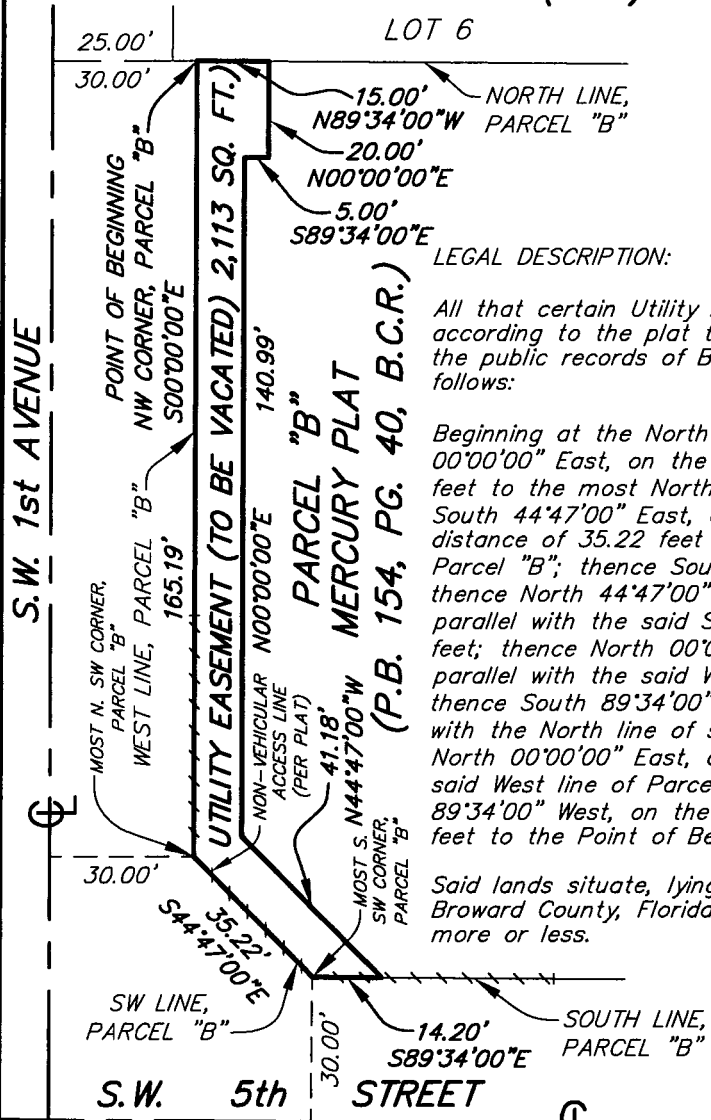 LOT 6
25.00'
30.00'
15.00'
N89°34'00"W
NORTH LINE,
PARCEL "B"
20.00'
N00°00'00"E
5.00'
S89°34'00"E
POINT OF BEGINNING
NW CORNER, PARCEL "B"
S00°00'00"E
UTILITY EASEMENT (TO BE VACATED) 2,113 SQ. FT.)
140.99'
N00°00'00"E
S.W. 1st AVENUE
WEST LINE, PARCEL "B"
165.19'
MOST N. SW CORNER,
PARCEL "B"
NON-VEHICULAR
ACCESS LINE
(PER PLAT)
PARCEL "B"
MERCURY PLAT
(P.B. 154, PG. 40, B.C.R.)
N44°47'00"W
41.18'
MOST S.
SW CORNER,
PARCEL "B"
30.00'
35.22'
S44°47'00"E
SW LINE,
PARCEL "B"
30.00'
14.20'
S89°34'00"E
SOUTH LINE,
PARCEL "B"
S.W. 5th STREET
LEGAL DESCRIPTION:
All that certain Utility
according to the plat t
the public records of B
follows:
Beginning at the North
00°00'00" East, on the
feet to the most North
South 44°47'00" East,
distance of 35.22 feet
Parcel "B"; thence Sou
thence North 44°47'00"
parallel with the said S
feet; thence North 00°0
parallel with the said W
thence South 89°34'00"
with the North line of s
North 00°00'00" East,
said West line of Parce
89°34'00" West, on the
feet to the Point of Be
Said lands situate, lying
Broward County, Florida
more or less.